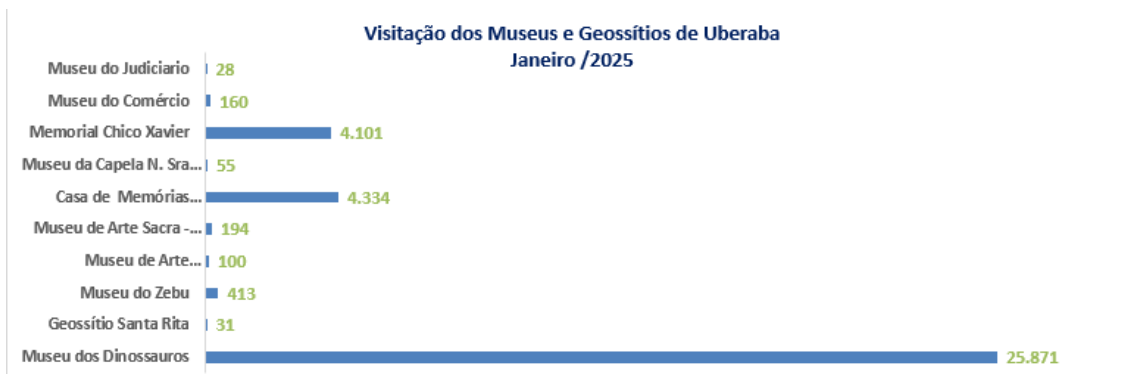 Visitação dos Museus e Geossítios de Uberaba
Janeiro /2025
Museu do Judiciario 28
Museu do Comércio 160
Memorial Chico Xavier 4.101
Museu da Capela N. Sra... 55
Casa de Memórias... 4.334
Museu de Arte Sacra -... 194
Museu de Arte... 100
Museu do Zebu 413
Geossítio Santa Rita 31
Museu dos Dinossauros 25.871